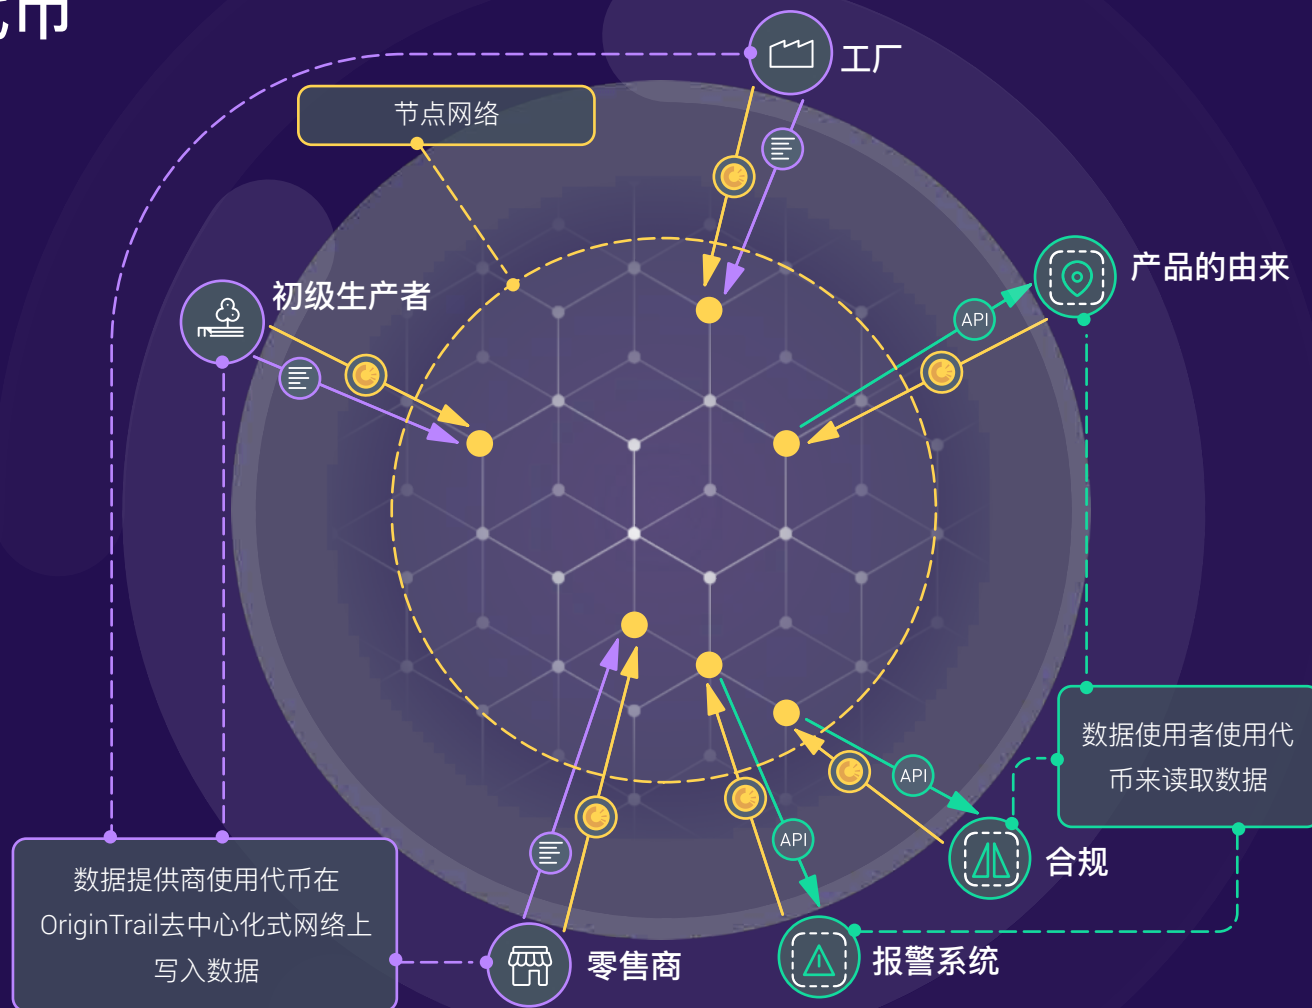 代币
工厂
节点网络
产品的由来
初级生产者
API
数据使用者使用代
币来读取数据
API
API
合规
数据提供商使用代币在
OriginTrail去中心化式网络上
写入数据
零售商
报警系统